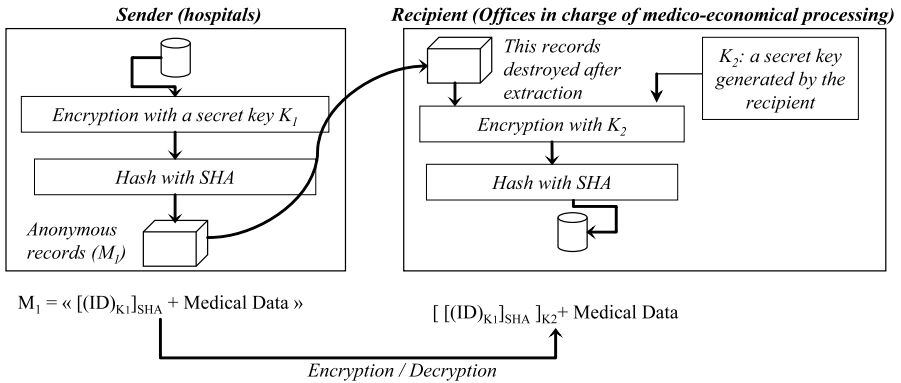 Sender (hospitals)
Recipient (Offices in charge of medico-economical processing)
Encryption with a secret key K1
Hash with SHA
Anonymous
records (M1)
This records
destroyed after
extraction
K2: a secret key
generated by the
recipient
Encryption with K2
Hash with SHA
M1 = « [(ID)K1]SHA + Medical Data »
[ [(ID)K1]SHA ]K2+ Medical Data
Encryption / Decryption